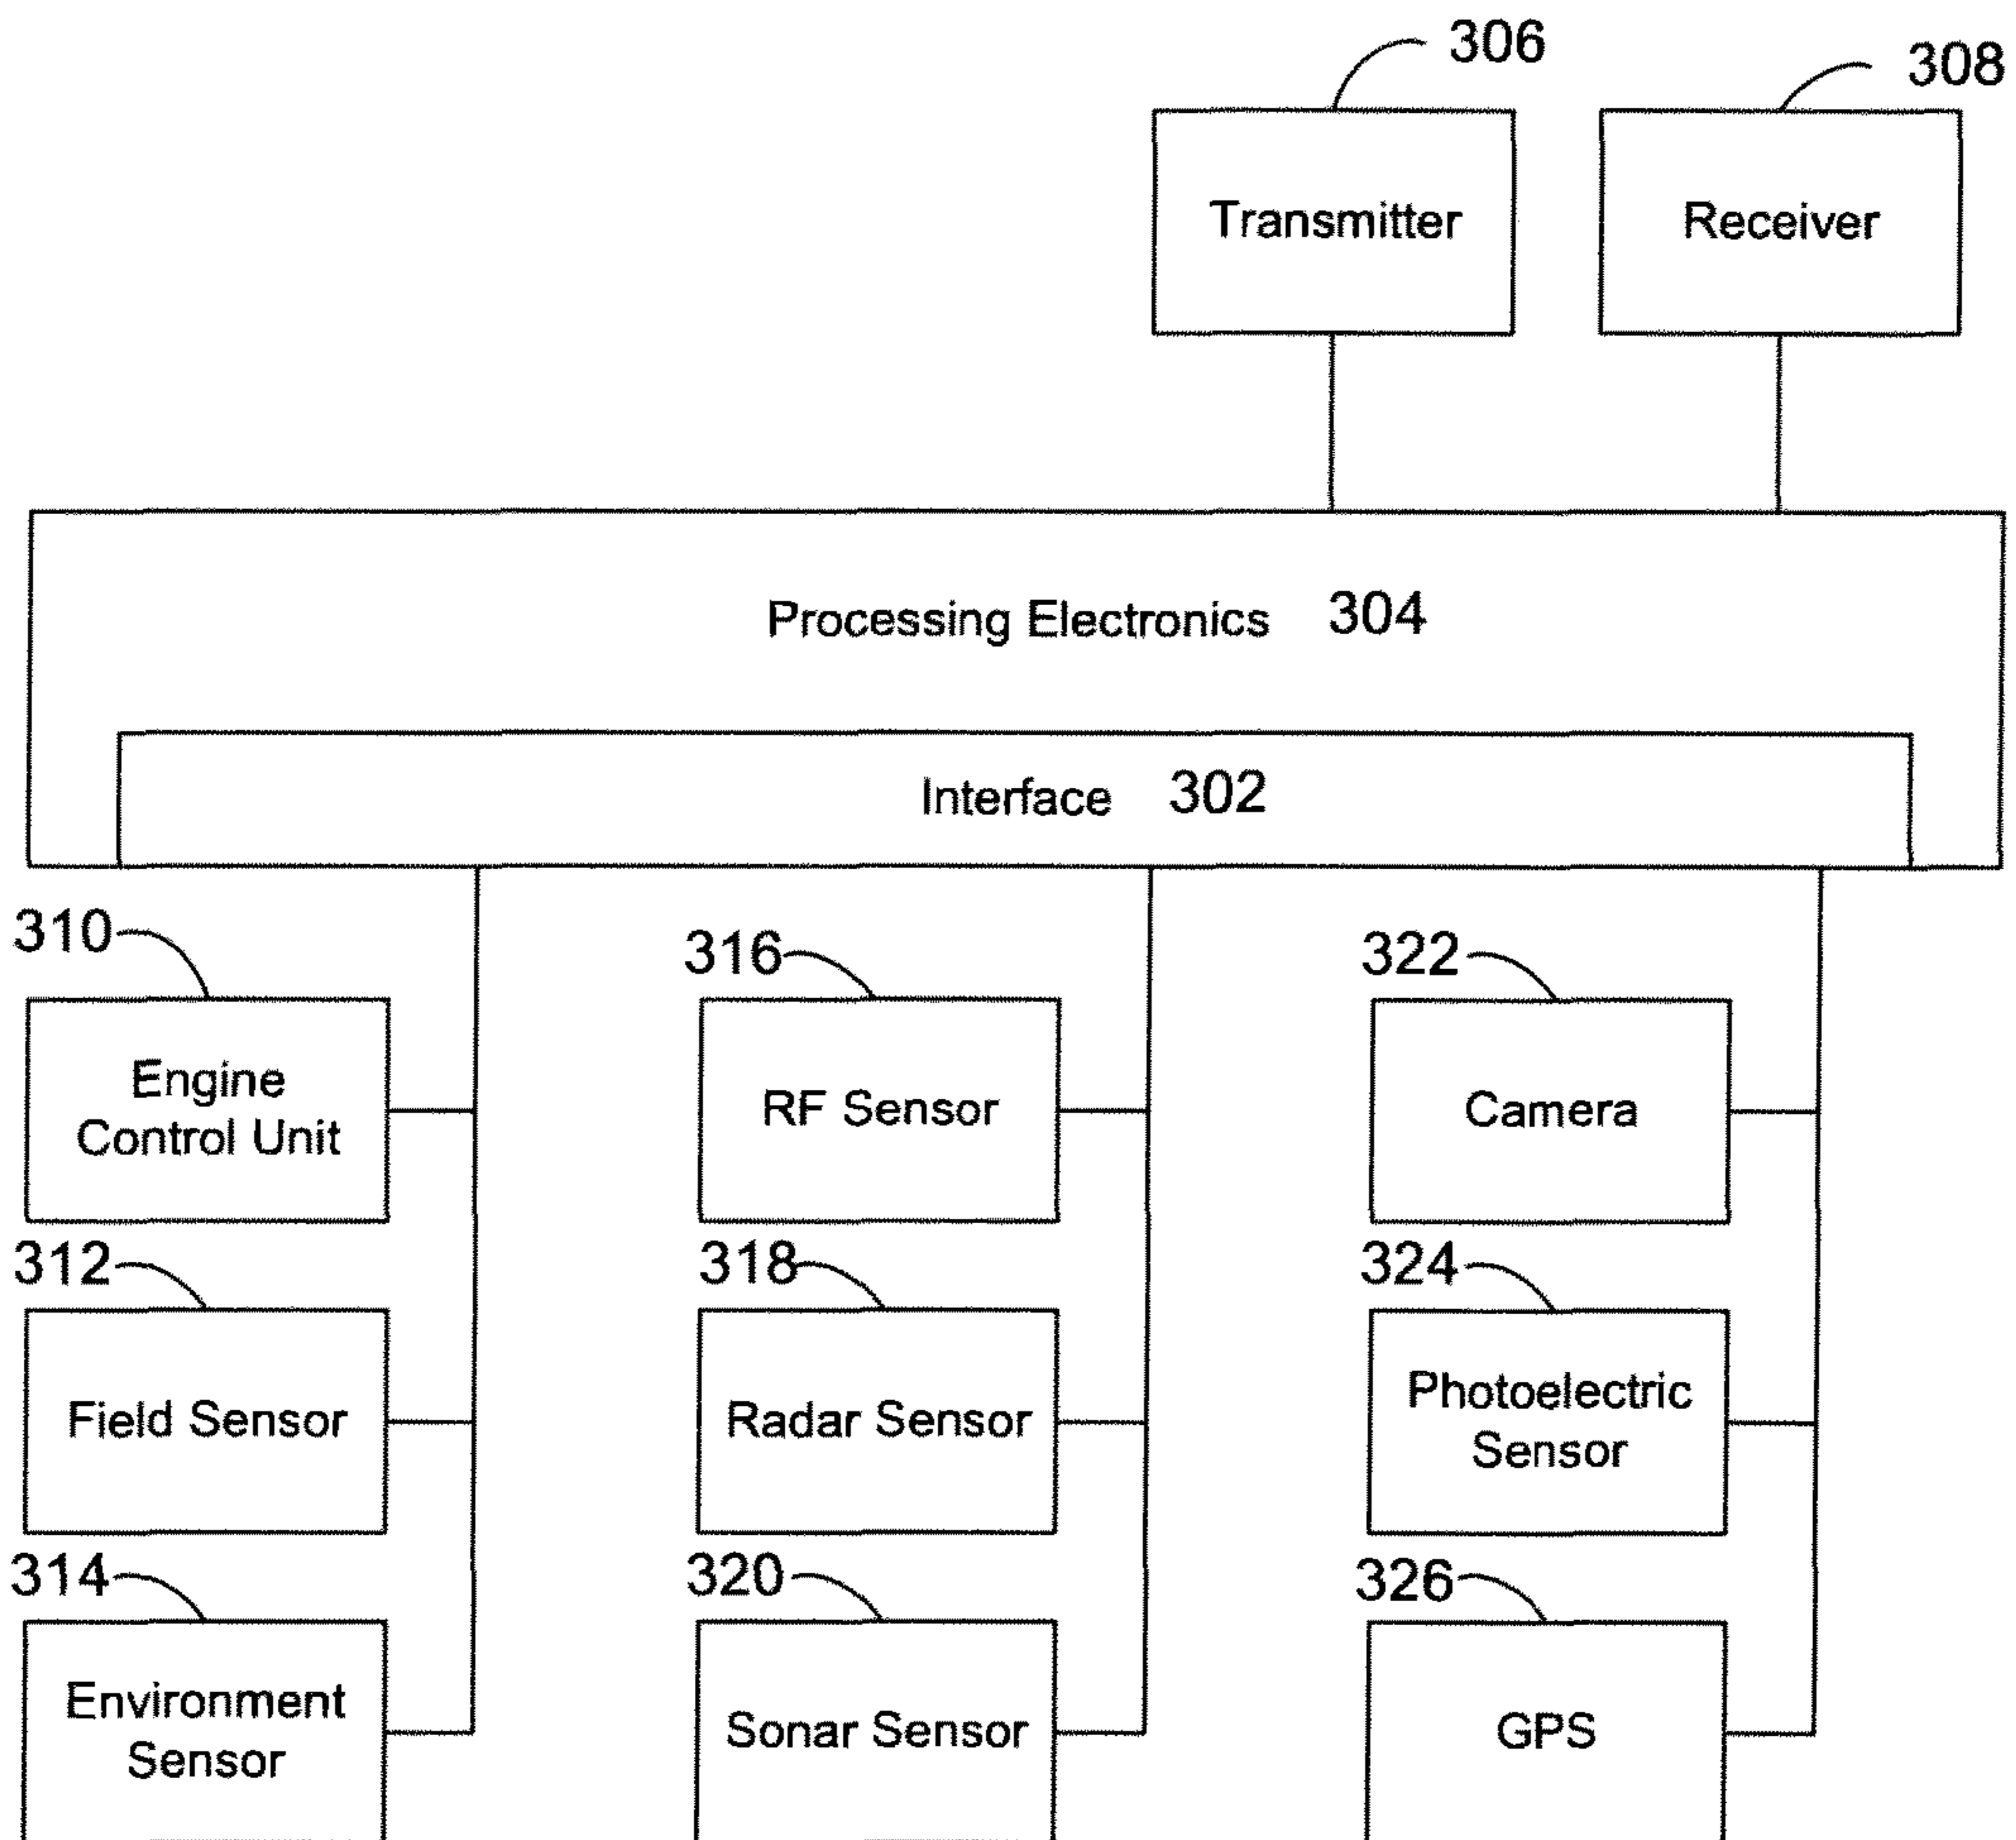 306
308
Transmitter
Receiver
Processing Electronics 304
Interface 302
310
316
322
Engine
Control Unit
RF Sensor
Camera
312
318
324
Field Sensor
Radar Sensor
Photoelectric
Sensor
314
320
326
Environment
Sensor
Sonar Sensor
GPS